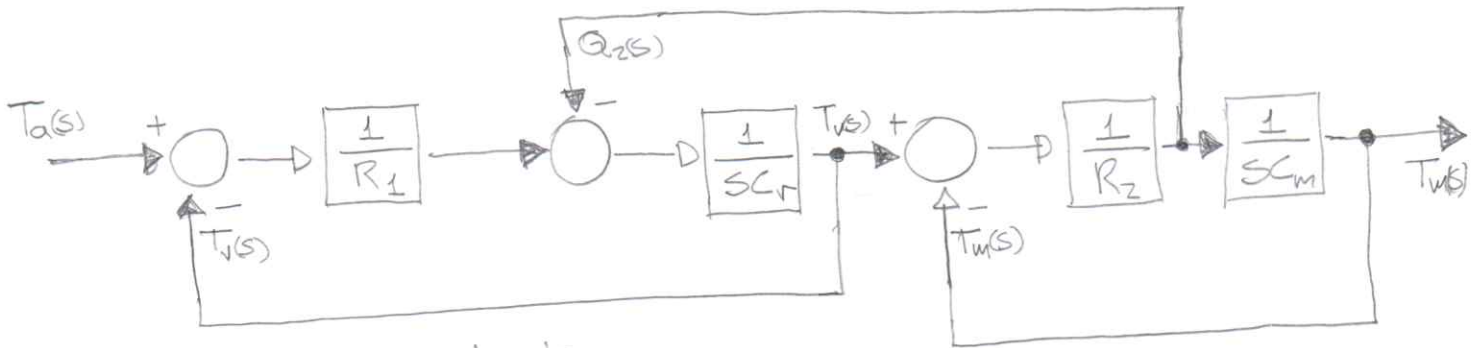 Q₂(s)
Ta(s)
+
1
R₁
−
1
SCᵥ
Tv(s)
+
1
R₂
1
SCₘ
Tm(s)
−
Tv(s)
−
Tm(s)